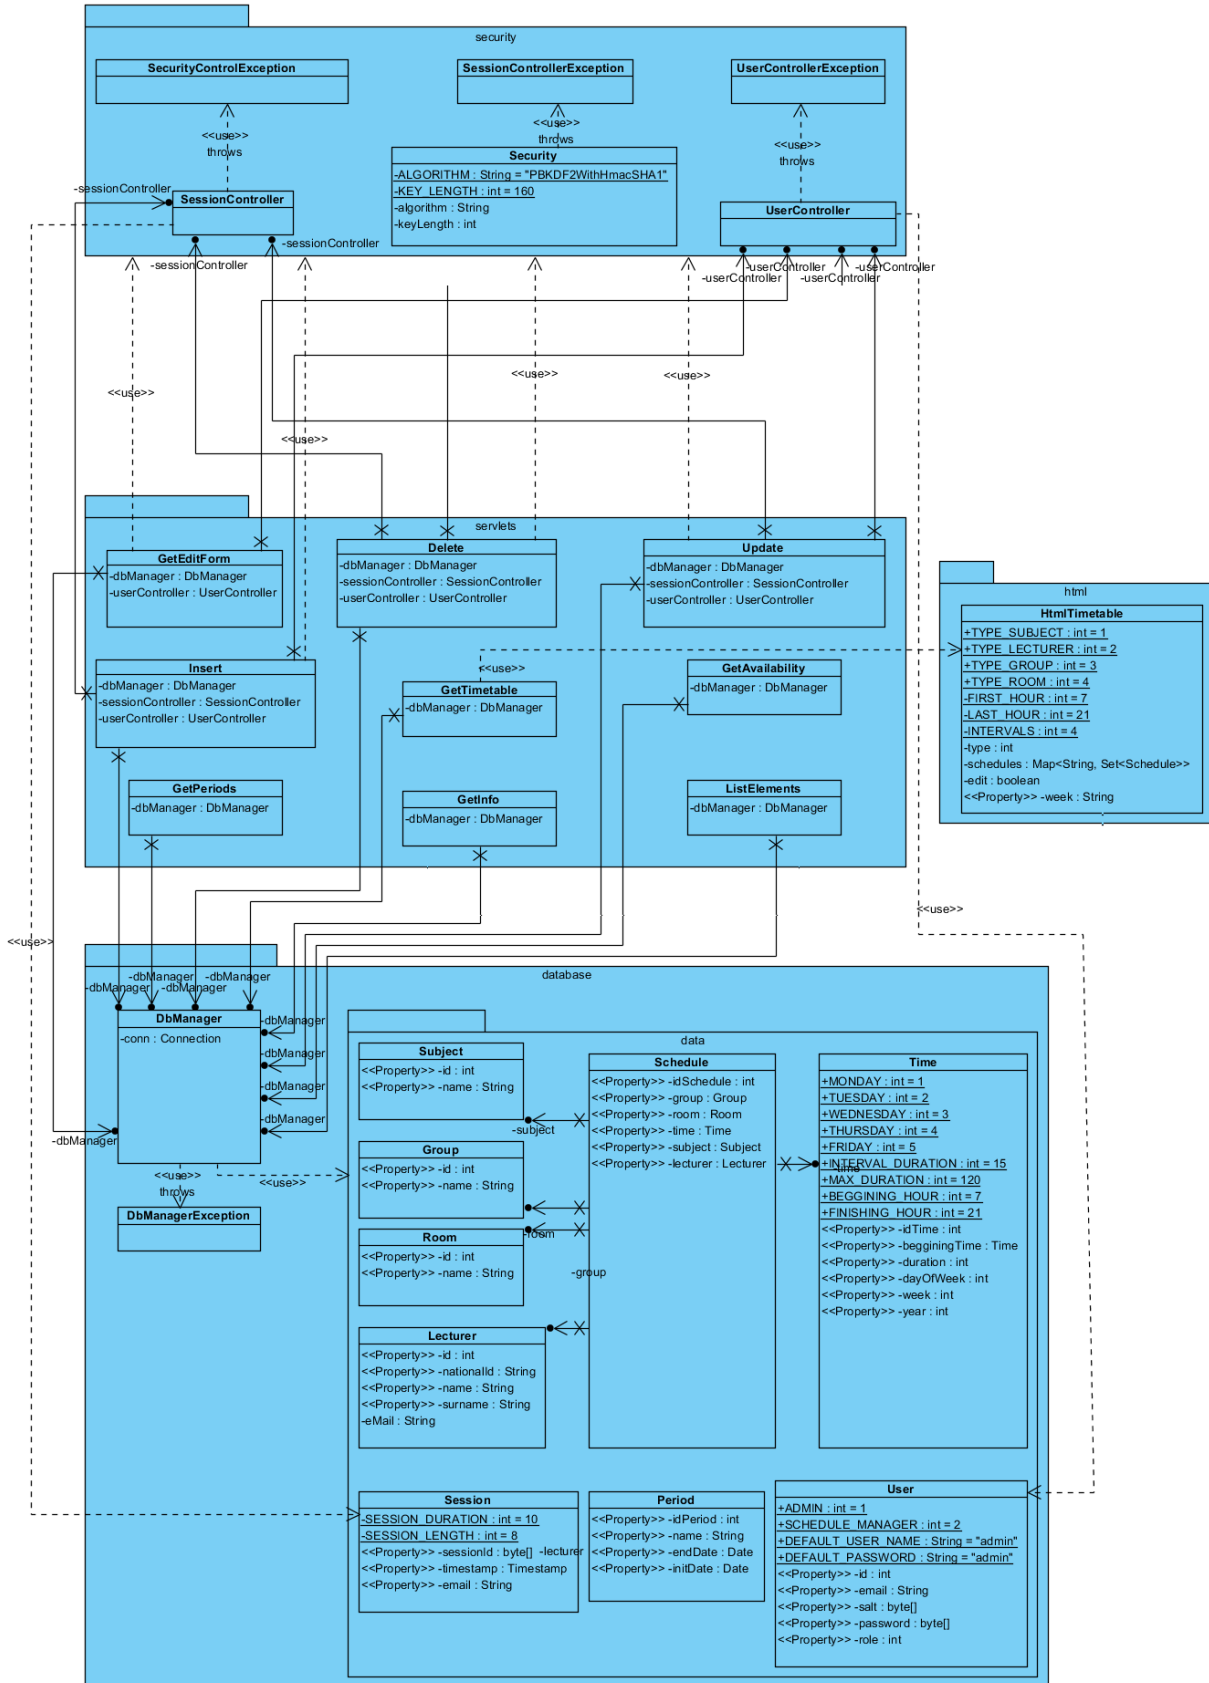 security
SecurityControlException
SessionControllerException
UserControllerException
<<use>>
throws
<<use>>
throws
<<use>>
throws
Security
-ALGORITHM : String = "PBKDF2WithHmacSHA1"
-KEY_LENGTH : int = 160
-algorithm : String
-keyLength : int
-sessionController
SessionController
UserController
-sessionController
-sessionController
-userController
-userController
-userController
-userController
<<use>>
<<use>>
<<use>>
<<use>>
servlets
GetEditForm
-dbManager : DbManager
-userController : UserController
Delete
-dbManager : DbManager
-sessionController : SessionController
-userController : UserController
Update
-dbManager : DbManager
-sessionController : SessionController
-userController : UserController
Insert
-dbManager : DbManager
-sessionController : SessionController
-userController : UserController
<<use>>
GetTimetable
-dbManager : DbManager
GetAvailability
-dbManager : DbManager
GetPeriods
-dbManager : DbManager
GetInfo
-dbManager : DbManager
ListElements
-dbManager : DbManager
html
HtmlTimetable
+TYPE_SUBJECT : int = 1
+TYPE_LECTURER : int = 2
+TYPE_GROUP : int = 3
+TYPE_ROOM : int = 4
-FIRST_HOUR : int = 7
-LAST_HOUR : int = 21
-INTERVALS : int = 4
-type : int
-schedules : Map<String, Set<Schedule>>
-edit : boolean
<<Property>> -week : String
<<use>>
<<use>>
database
-dbManager
-dbManager
-dbManager
-dbManager
DbManager
-conn : Connection
-dbManager
-dbManager
-dbManager
-dbManager
-dbManager
<<use>>
throws
<<use>>
DbManagerException
data
Subject
<<Property>> -id : int
<<Property>> -name : String
-subject
Group
<<Property>> -id : int
<<Property>> -name : String
Room
<<Property>> -id : int
<<Property>> -name : String
-room
-group
Lecturer
<<Property>> -id : int
<<Property>> -nationalId : String
<<Property>> -name : String
<<Property>> -surname : String
-eMail : String
Schedule
<<Property>> -idSchedule : int
<<Property>> -group : Group
<<Property>> -room : Room
<<Property>> -time : Time
<<Property>> -subject : Subject
<<Property>> -lecturer : Lecturer
-time
Time
+MONDAY : int = 1
+TUESDAY : int = 2
+WEDNESDAY : int = 3
+THURSDAY : int = 4
+FRIDAY : int = 5
+INTERVAL_DURATION : int = 15
+MAX_DURATION : int = 120
+BEGGINING_HOUR : int = 7
+FINISHING_HOUR : int = 21
<<Property>> -idTime : int
<<Property>> -beggininingTime : Time
<<Property>> -duration : int
<<Property>> -dayOfWeek : int
<<Property>> -week : int
<<Property>> -year : int
Session
-SESSION_DURATION : int = 10
-SESSION_LENGTH : int = 8
<<Property>> -sessionId : byte[]
<<Property>> -timestamp : Timestamp
<<Property>> -email : String
-lecturer
Period
<<Property>> -idPeriod : int
<<Property>> -name : String
<<Property>> -endDate : Date
<<Property>> -initDate : Date
User
+ADMIN : int = 1
+SCHEDULE_MANAGER : int = 2
+DEFAULT_USER_NAME : String = "admin"
+DEFAULT_PASSWORD : String = "admin"
<<Property>> -id : int
<<Property>> -email : String
<<Property>> -salt : byte[]
<<Property>> -password : byte[]
<<Property>> -role : int